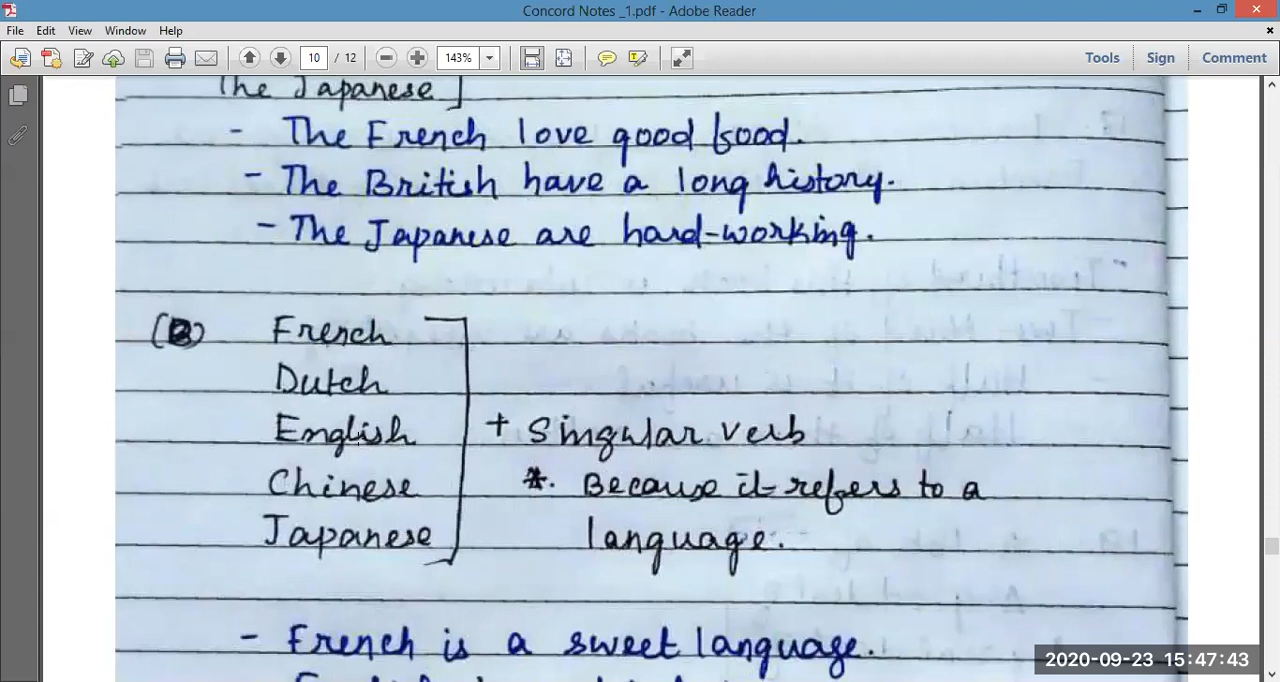 Concord Notes _1.pdf - Adobe Reader
File Edit View Window Help
10 / 12 143% Tools Sign Comment
The Japanese ]
- The French love good food.
- The British have a long history.
- The Japanese are hard-working.
(B) French
Dutch
English + Singular verb
Chinese *. Because it refers to a
Japanese language.
- French is a sweet language.
2020-09-23 15:47:43